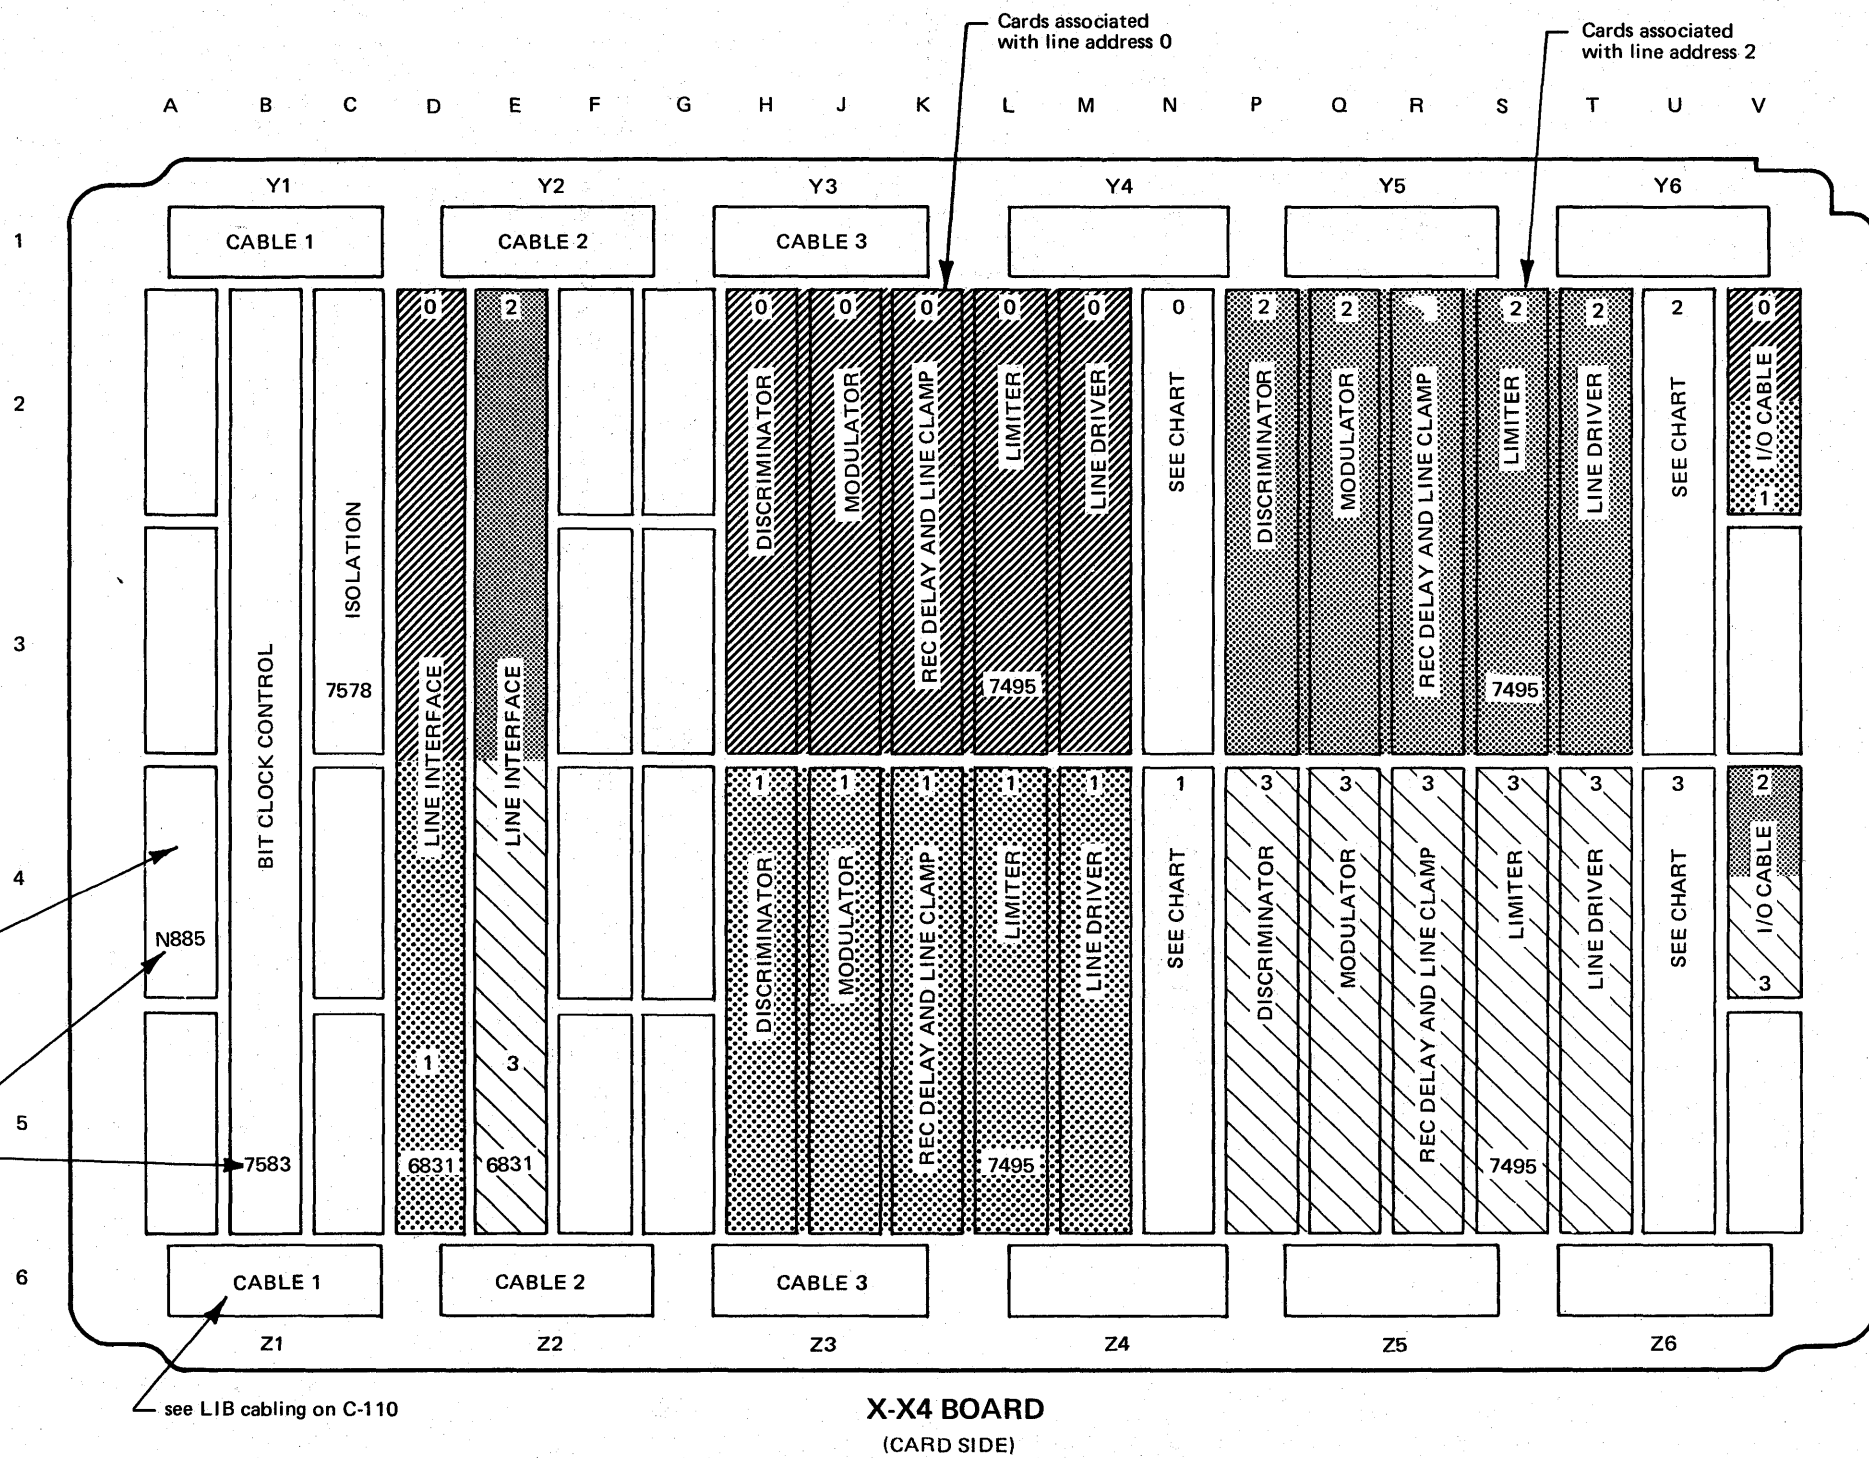 Cards associated
with line address 0
Cards associated
with line address 2
A B C D E F G H J K L M N P Q R S T U V
Y1 Y2 Y3 Y4 Y5 Y6
1
CABLE 1 CABLE 2 CABLE 3
0 2 0 0 0 0 0 0 2 2 2 2 2 0
2
3
4
5
6
BIT CLOCK CONTROL
7583
ISOLATION
7578
N885
LINE INTERFACE
1
6831
LINE INTERFACE
3
6831
DISCRIMINATOR
MODULATOR
REC DELAY AND LINE CLAMP
LIMITER
7495
LINE DRIVER
SEE CHART
DISCRIMINATOR
MODULATOR
REC DELAY AND LINE CLAMP
LIMITER
7495
LINE DRIVER
SEE CHART
I/O CABLE
1
1 1 1 1 1 1 3 3 3 3 3 3 2
DISCRIMINATOR
MODULATOR
REC DELAY AND LINE CLAMP
LIMITER
7495
LINE DRIVER
SEE CHART
DISCRIMINATOR
MODULATOR
REC DELAY AND LINE CLAMP
LIMITER
7495
LINE DRIVER
SEE CHART
I/O CABLE
3
CABLE 1 CABLE 2 CABLE 3
Z1 Z2 Z3 Z4 Z5 Z6
see LIB cabling on C-110
X-X4 BOARD
(CARD SIDE)